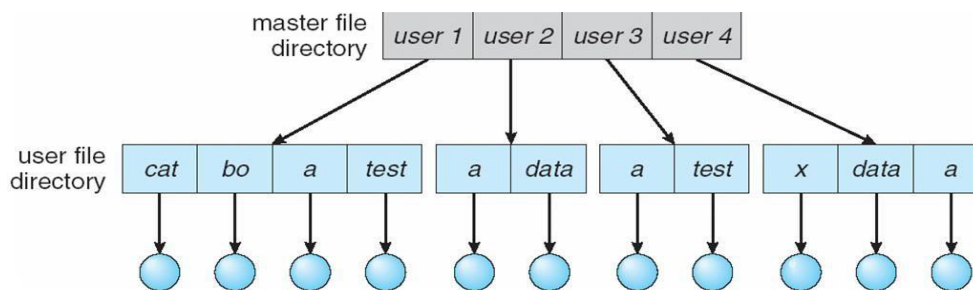 master file
directory
user 1 user 2 user 3 user 4
user file
directory
cat bo a test a data a test x data a